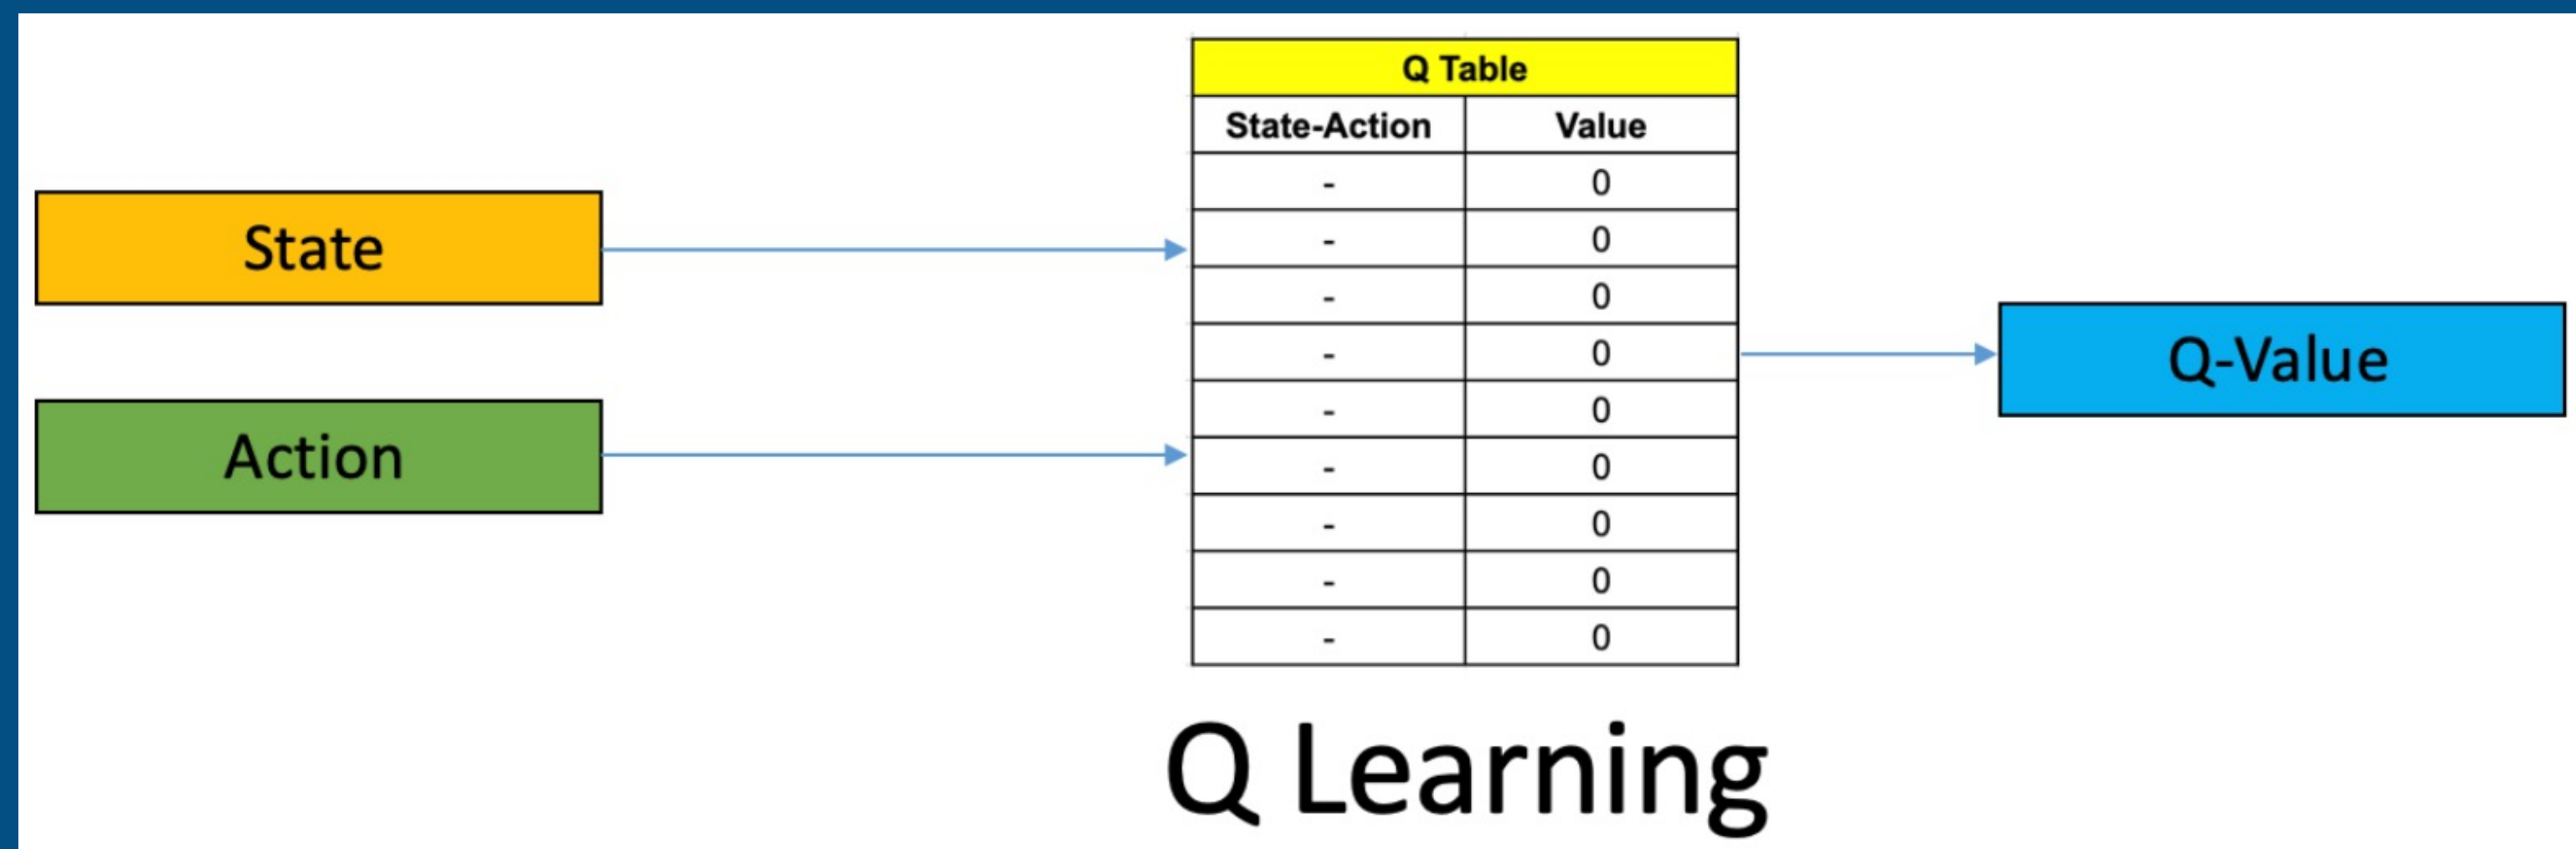 Q Table
State-Action Value
- 0
- 0
State
- 0
- 0
Q-Value
- 0
Action
- 0
- 0
- 0
- 0
Q Learning